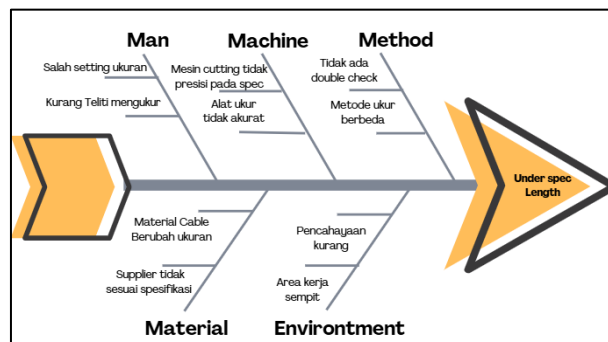 Man
Machine
Method
Salah setting ukuran
Kurang Teliti mengukur
Mesin cutting tidak
presisi pada spec
Alat ukur
tidak akurat
Tidak ada
double check
Metode ukur
berbeda
Under spec
Length
Material Cable
Berubah ukuran
Supplier tidak
sesuai spesifikasi
Pencahayaan
kurang
Area kerja
sempit
Material
Environtment